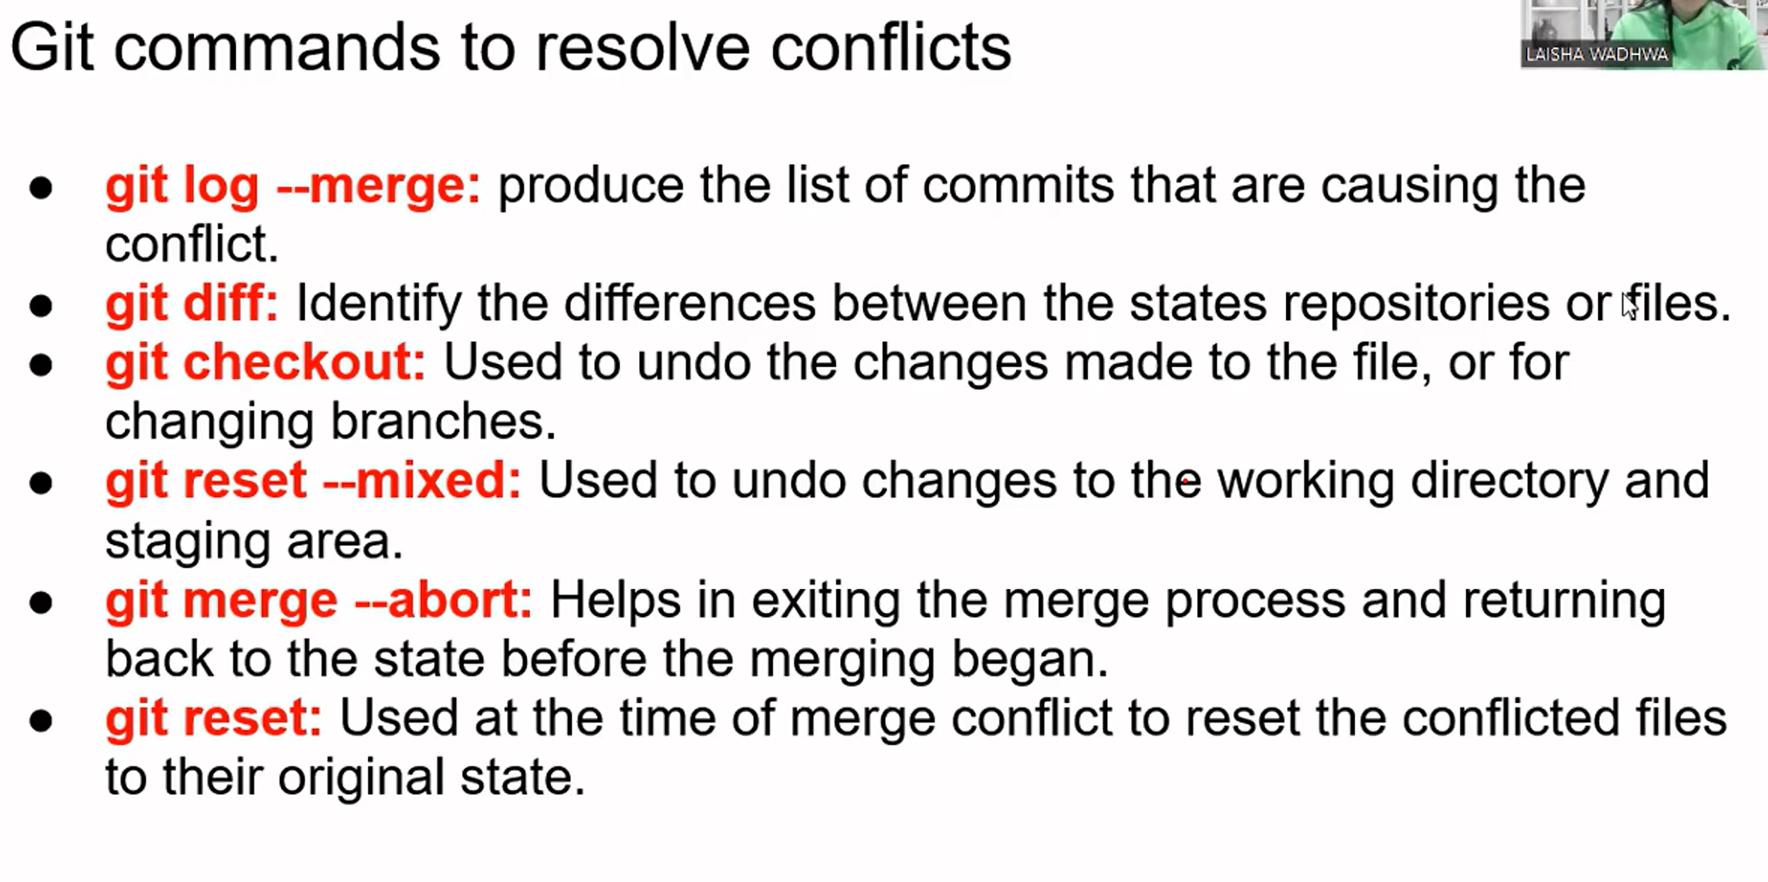 Git commands to resolve conflicts
LAISHA WADHWA
● git log --merge: produce the list of commits that are causing the
conflict.
● git diff: Identify the differences between the states repositories or files.
● git checkout: Used to undo the changes made to the file, or for
changing branches.
● git reset --mixed: Used to undo changes to the working directory and
staging area.
● git merge --abort: Helps in exiting the merge process and returning
back to the state before the merging began.
● git reset: Used at the time of merge conflict to reset the conflicted files
to their original state.